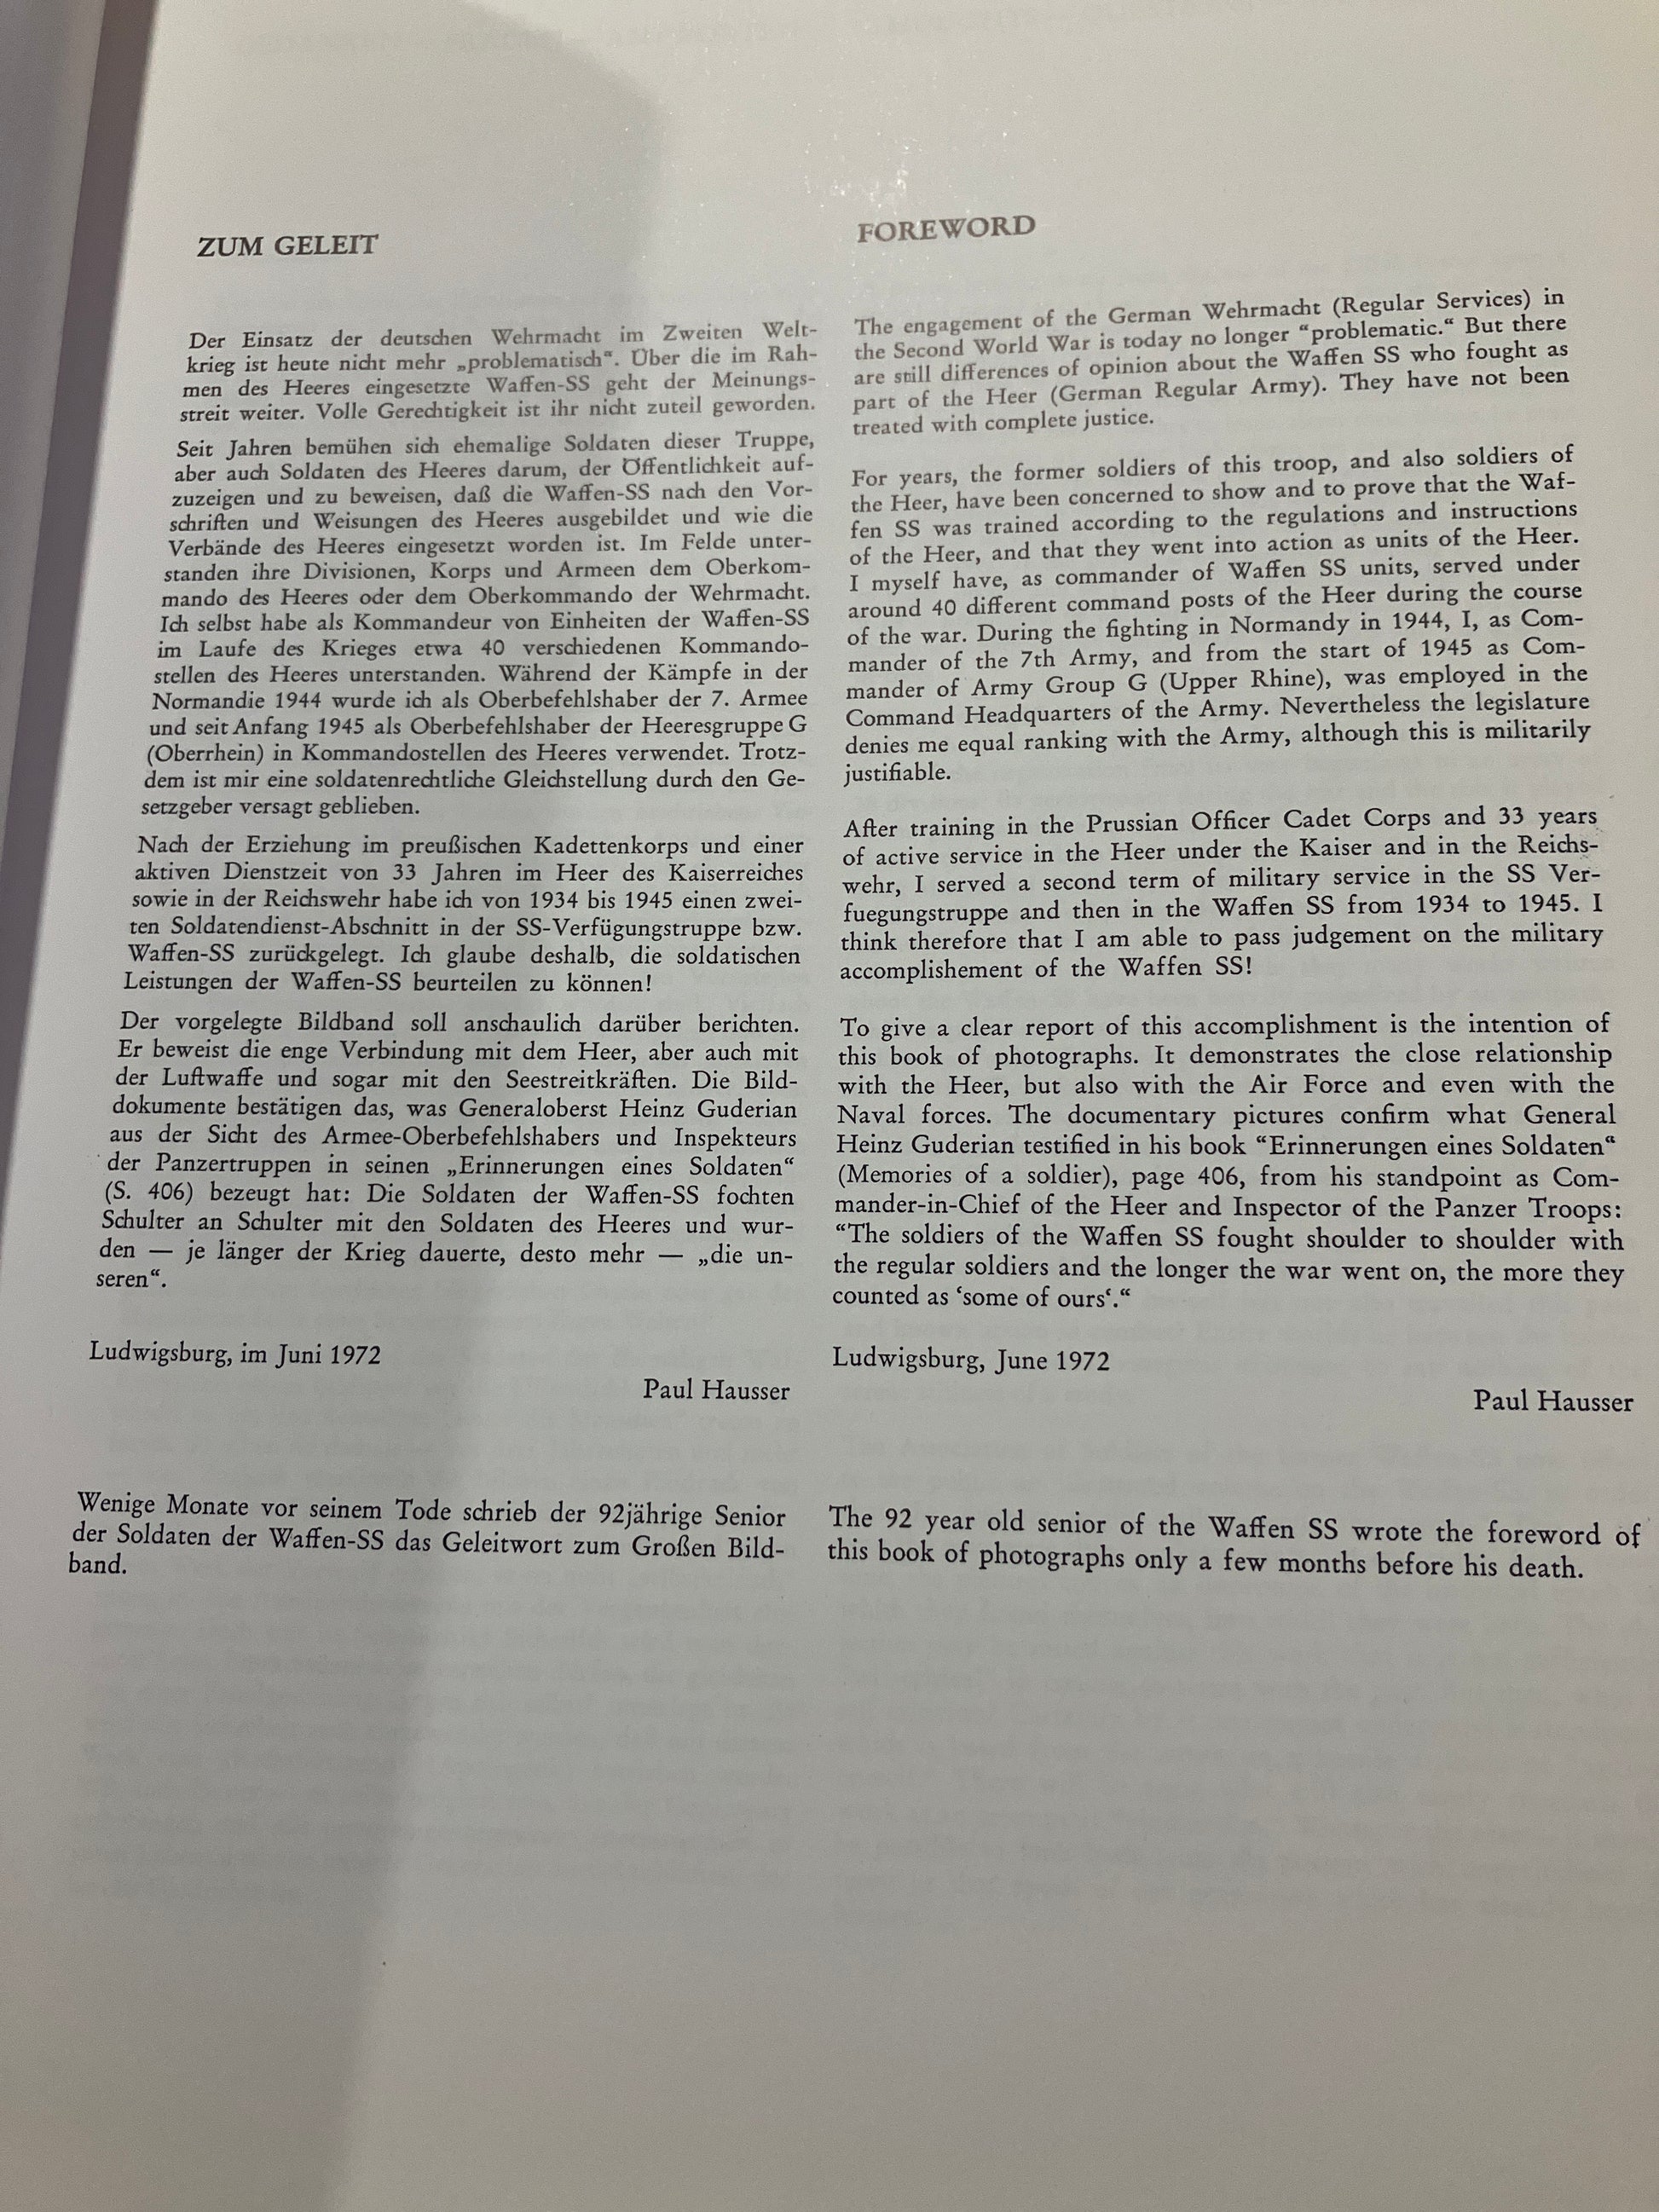 ZUM GELEIT
Der Einsatz der deutschen Wehrmacht im Zweiten Welt-
krieg ist heute nicht mehr „problematisch“. Über die im Rah-
men des Heeres eingesetzte Waffen-SS geht der Meinungs-
streit weiter. Volle Gerechtigkeit ist ihr nicht zuteil geworden.
Seit Jahren bemühen sich ehemalige Soldaten dieser Truppe,
aber auch Soldaten des Heeres darum, der Öffentlichkeit auf-
zuzeigen und zu beweisen, daß die Waffen-SS nach den Vor-
schriften und Weisungen des Heeres ausgebildet und wie die
Verbände des Heeres eingesetzt worden ist. Im Felde unter-
standen ihre Divisionen, Korps und Armeen dem Oberkom-
mando des Heeres oder dem Oberkommando der Wehrmacht.
Ich selbst habe als Kommandeur von Einheiten der Waffen-SS
im Laufe des Krieges etwa 40 verschiedenen Kommando-
stellen des Heeres unterstanden. Während der Kämpfe in der
Normandie 1944 wurde ich als Oberbefehlshaber der 7. Armee
und seit Anfang 1945 als Oberbefehlshaber der Heeresgruppe G
(Oberrhein) in Kommandostellen des Heeres verwendet. Trotz-
dem ist mir eine soldatenrechtliche Gleichstellung durch den Ge-
setzgeber versagt geblieben.
Nach der Erziehung im preußischen Kadettenkorps und einer
aktiven Dienstzeit von 33 Jahren im Heer des Kaiserreiches
sowie in der Reichswehr habe ich von 1934 bis 1945 einen zwei-
ten Soldatendienst-Abschnitt in der SS-Verfügungstruppe bzw.
Waffen-SS zurückgelegt. Ich glaube deshalb, die soldatischen
Leistungen der Waffen-SS beurteilen zu können!
Der vorgelegte Bildband soll anschaulich darüber berichten.
Er beweist die enge Verbindung mit dem Heer, aber auch mit
der Luftwaffe und sogar mit den Seestreitkräften. Die Bild-
dokumente bestätigen das, was Generaloberst Heinz Guderian
aus der Sicht des Armee-Oberbefehlshabers und Inspekteurs
der Panzertruppen in seinen „Erinnerungen eines Soldaten“
(S. 406) bezeugt hat: Die Soldaten der Waffen-SS fochten
Schulter an Schulter mit den Soldaten des Heeres und wur-
den — je länger der Krieg dauerte, desto mehr — „die un-
seren“.
Ludwigsburg, im Juni 1972
Paul Hausser
Wenige Monate vor seinem Tode schrieb der 92jährige Senior
der Soldaten der Waffen-SS das Geleitwort zum Großen Bild-
band.
FOREWORD
The engagement of the German Wehrmacht (Regular Services) in
the Second World War is today no longer “problematic.“ But there
are still differences of opinion about the Waffen SS who fought as
part of the Heer (German Regular Army). They have not been
treated with complete justice.
For years, the former soldiers of this troop, and also soldiers of
the Heer, have been concerned to show and to prove that the Waf-
fen SS was trained according to the regulations and instructions
of the Heer, and that they went into action as units of the Heer.
I myself have, as commander of Waffen SS units, served under
around 40 different command posts of the Heer during the course
of the war. During the fighting in Normandy in 1944, I, as Com-
mander of the 7th Army, and from the start of 1945 as Com-
mander of Army Group G (Upper Rhine), was employed in the
Command Headquarters of the Army. Nevertheless the legislature
denies me equal ranking with the Army, although this is militarily
justifiable.
After training in the Prussian Officer Cadet Corps and 33 years
of active service in the Heer under the Kaiser and in the Reichs-
wehr, I served a second term of military service in the SS Ver-
fuegungstruppe and then in the Waffen SS from 1934 to 1945. I
think therefore that I am able to pass judgement on the military
accomplishement of the Waffen SS!
To give a clear report of this accomplishment is the intention of
this book of photographs. It demonstrates the close relationship
with the Heer, but also with the Air Force and even with the
Naval forces. The documentary pictures confirm what General
Heinz Guderian testified in his book “Erinnerungen eines Soldaten“
(Memories of a soldier), page 406, from his standpoint as Com-
mander-in-Chief of the Heer and Inspector of the Panzer Troops:
“The soldiers of the Waffen SS fought shoulder to shoulder with
the regular soldiers and the longer the war went on, the more they
counted as ‘some of ours‘.“
Ludwigsburg, June 1972
Paul Hausser
The 92 year old senior of the Waffen SS wrote the foreword of
this book of photographs only a few months before his death.